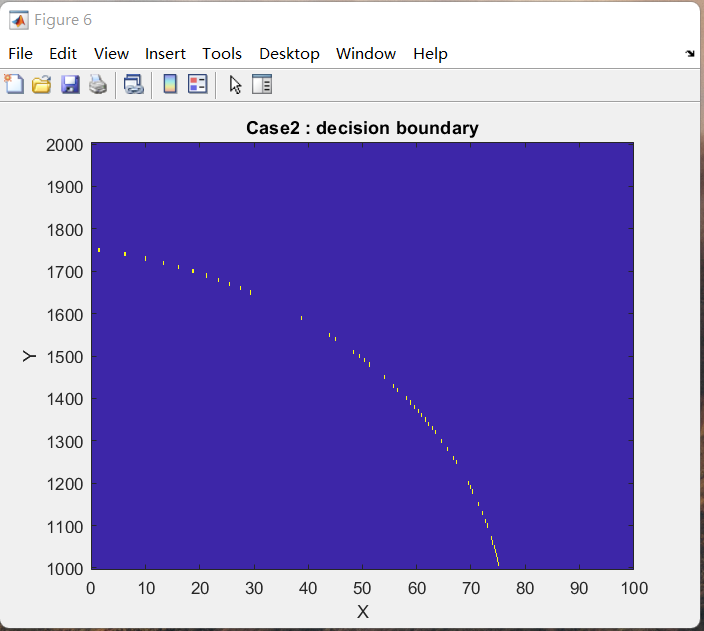 Figure 6
File Edit View Insert Tools Desktop Window Help
Case2 : decision boundary
2000
1900
1800
1700
1600
1500
1400
1300
1200
1100
1000
Y
0 10 20 30 40 50 60 70 80 90 100
X